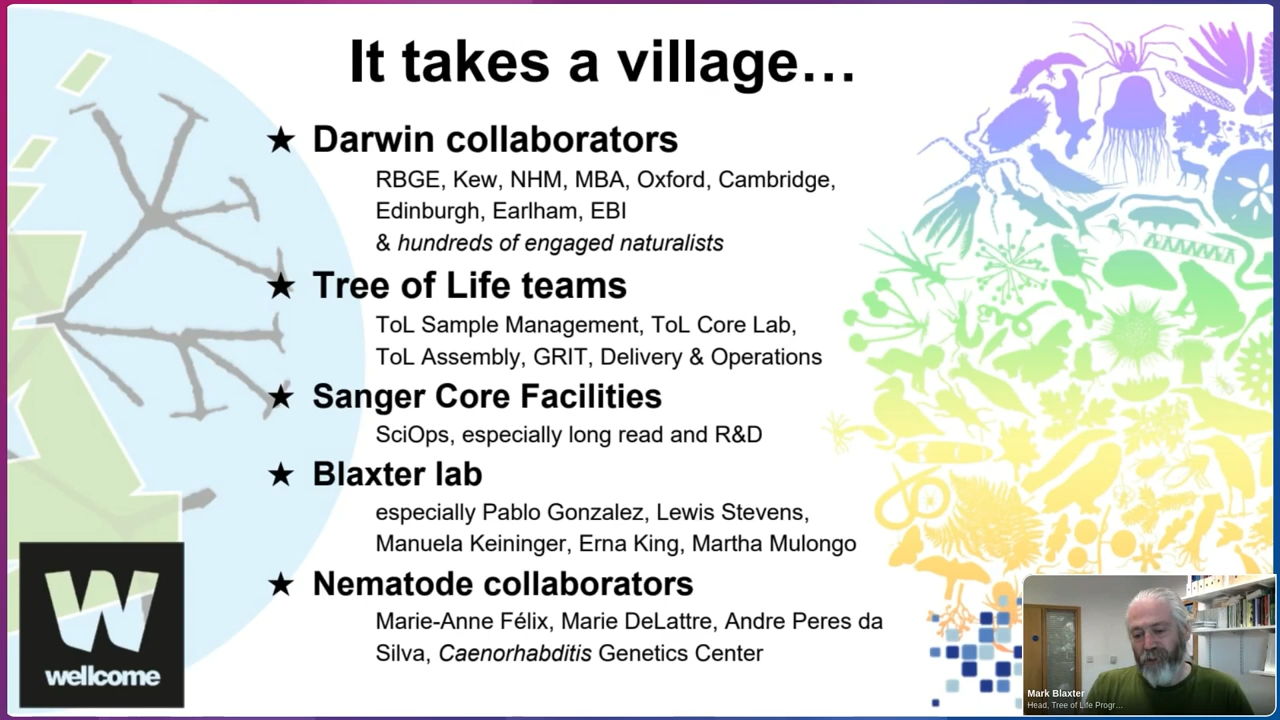 It takes a village…
★ Darwin collaborators
RBGE, Kew, NHM, MBA, Oxford, Cambridge,
Edinburgh, Earlham, EBI
& hundreds of engaged naturalists
★ Tree of Life teams
ToL Sample Management, ToL Core Lab,
ToL Assembly, GRIT, Delivery & Operations
★ Sanger Core Facilities
SciOps, especially long read and R&D
★ Blaxter lab
especially Pablo Gonzalez, Lewis Stevens,
Manuela Keininger, Erna King, Martha Mulongo
★ Nematode collaborators
Marie-Anne Félix, Marie DeLattre, Andre Peres da
Silva, Caenorhabditis Genetics Center
W
wellcome
Mark Blaxter
Head, Tree of Life Progr…